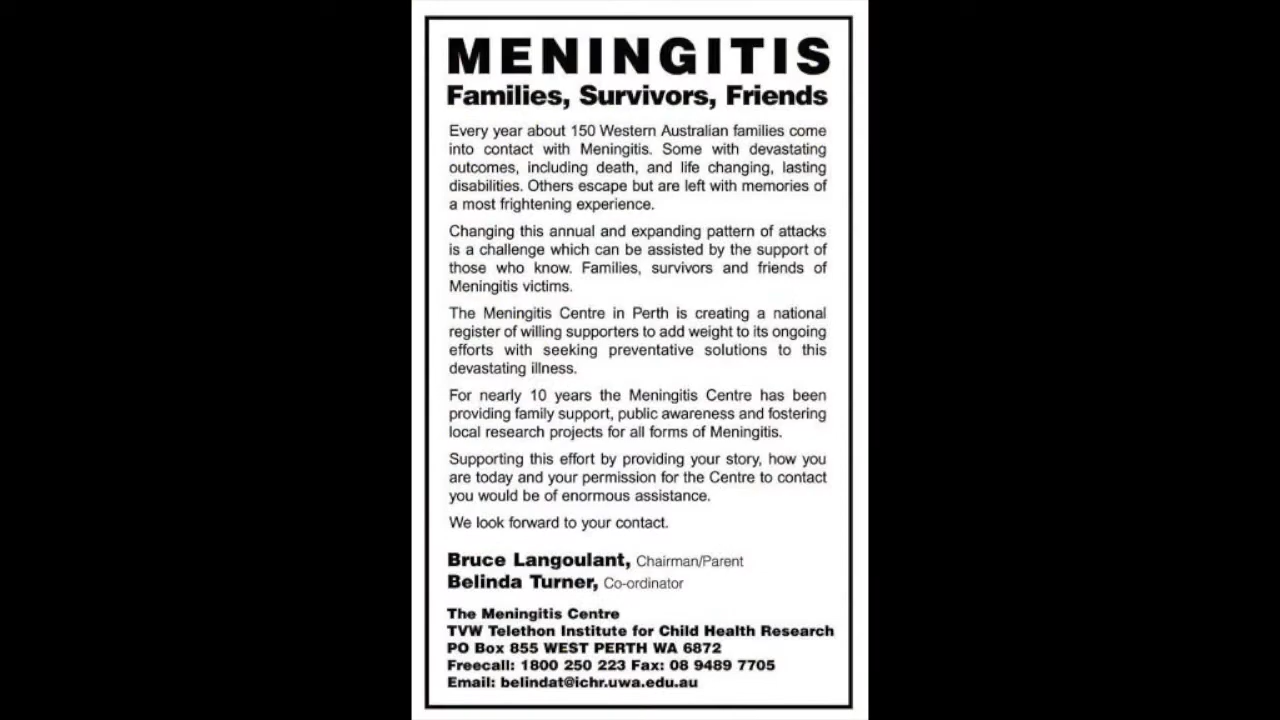 MENINGITIS
Families, Survivors, Friends
Every year about 150 Western Australian families come
into contact with Meningitis. Some with devastating
outcomes, including death, and life changing, lasting
disabilities. Others escape but are left with memories of
a most frightening experience.
Changing this annual and expanding pattern of attacks
is a challenge which can be assisted by the support of
those who know. Families, survivors and friends of
Meningitis victims.
The Meningitis Centre in Perth is creating a national
register of willing supporters to add weight to its ongoing
efforts with seeking preventative solutions to this
devastating illness.
For nearly 10 years the Meningitis Centre has been
providing family support, public awareness and fostering
local research projects for all forms of Meningitis.
Supporting this effort by providing your story, how you
are today and your permission for the Centre to contact
you would be of enormous assistance.
We look forward to your contact.
Bruce Langoulant, Chairman/Parent
Belinda Turner, Co-ordinator
The Meningitis Centre
TVW Telethon Institute for Child Health Research
PO Box 855 WEST PERTH WA 6872
Freecall: 1800 250 223 Fax: 08 9489 7705
Email: belindat@ichr.uwa.edu.au